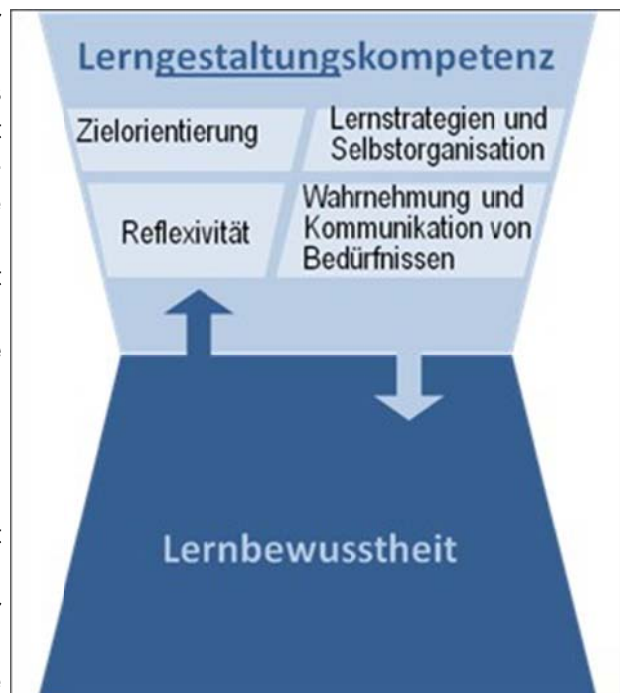 Lerngestaltungskompetenz
Zielorientierung
Lernstrategien und
Selbstorganisation
Reflexivität
Wahrnehmung und
Kommunikation von
Bedürfnissen
Lernbewusstheit